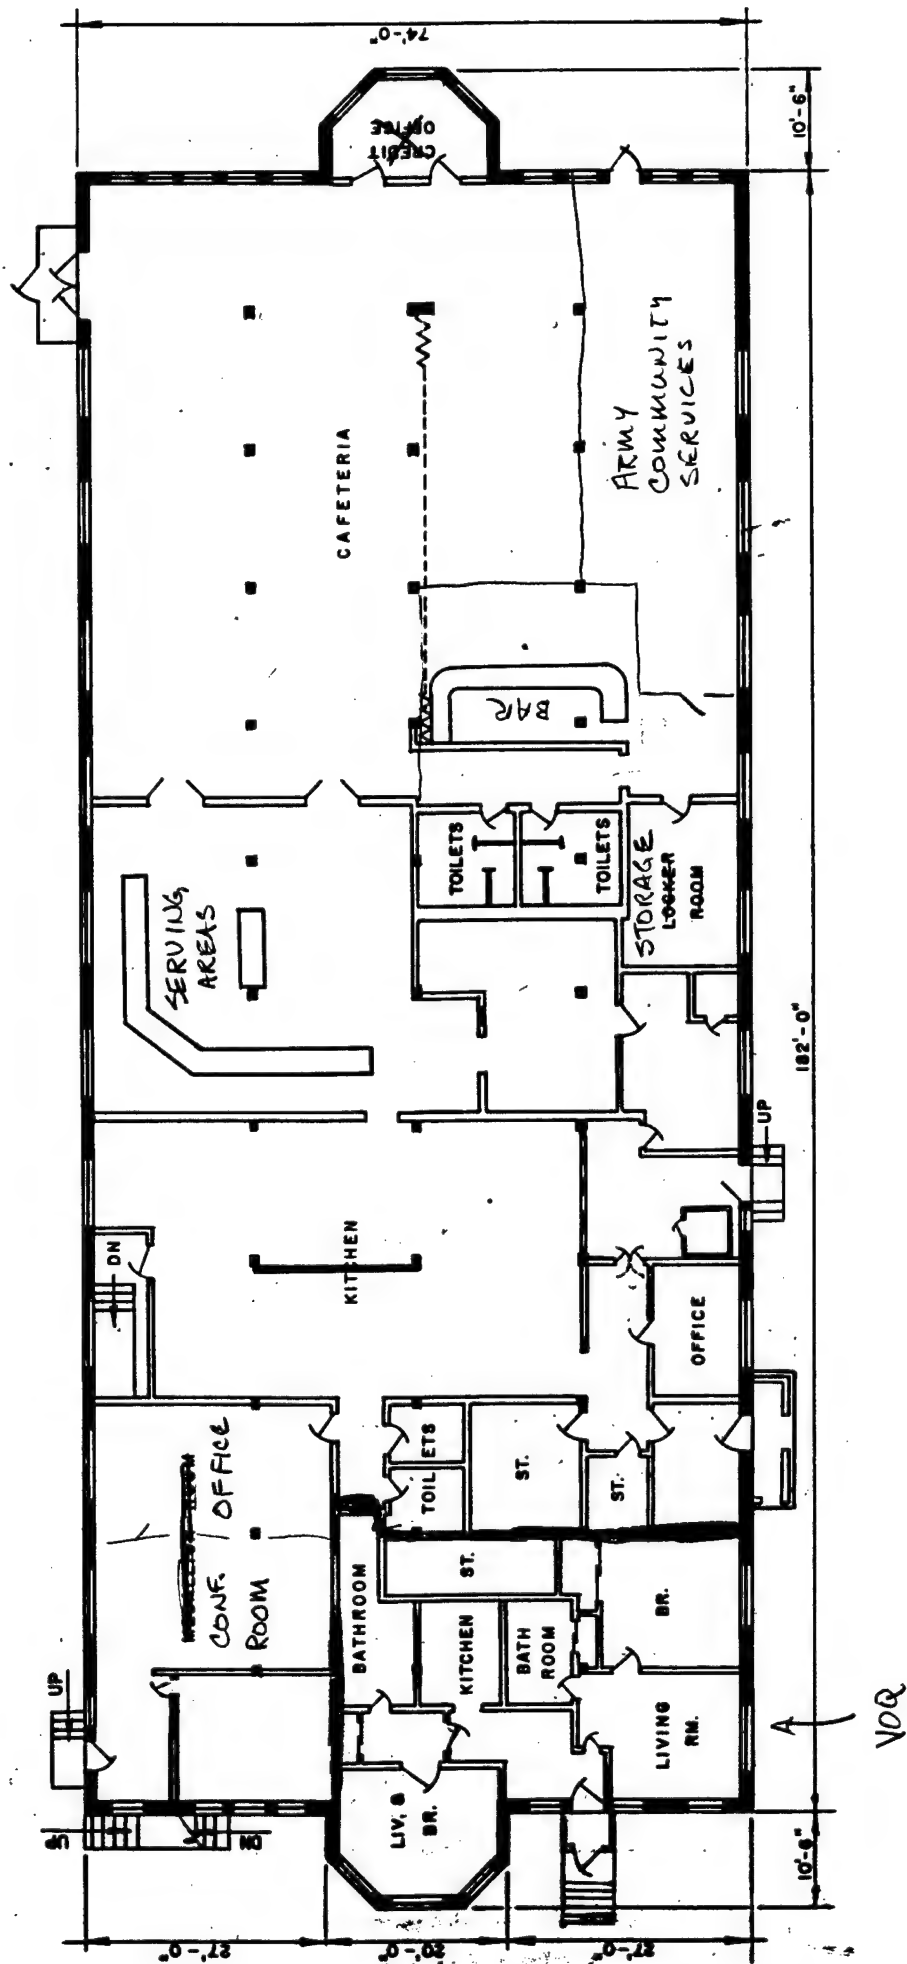 74'-0"
10'-6"
CREDIT
OFFICE
CAFETERIA
ARMY
COMMUNITY
SERVICES
BAR
TOILETS
TOILETS
STORAGE
LOCKER
ROOM
SERVING
AREAS
182'-0"
UP
DN
KITCHEN
OFFICE
TOILETS
ST.
ST.
OFFICE
CONF.
ROOM
BATHROOM
ST.
KITCHEN
BATH
ROOM
BR.
UP
LIVING
RM.
LIV. &
BR.
A
VOQ
UP
10'-6"
27'-0"
20'-0"
27'-0"